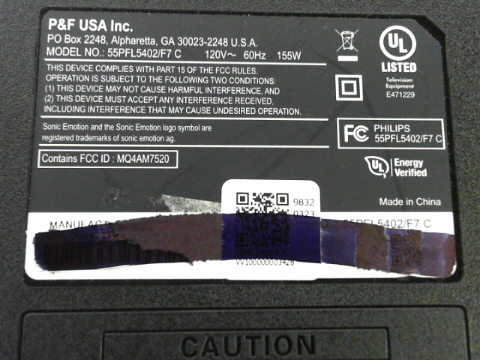 P&F USA Inc.
PO Box 2248, Alpharetta, GA 30023-2248 U.S.A.
MODEL NO.: 55PFL5402/F7 120V~ 60Hz 155W
THIS DEVICE COMPLIES WITH PART 15 OF THE FCC RULES.
OPERATION IS SUBJECT TO THE FOLLOWING TWO CONDITIONS:
(1) THIS DEVICE MAY NOT CAUSE HARMFUL INTERFERENCE, AND
(2) THIS DEVICE MUST ACCEPT ANY INTERFERENCE RECEIVED,
INCLUDING INTERFERENCE THAT MAY CAUSE UNDESIRED OPERATION.
UL
LISTED
Television
Equipment
E471229
Sonic Emotion and the Sonic Emotion logo symbol are
registered trademarks of sonic emotion ag.
FC PHILIPS
55PFL5402/F7 C
Contains FCC ID : MQ4AM7520
UL Energy
Verified
Made in China
9832
0323
55PFL5402/F7 C
CAUTION